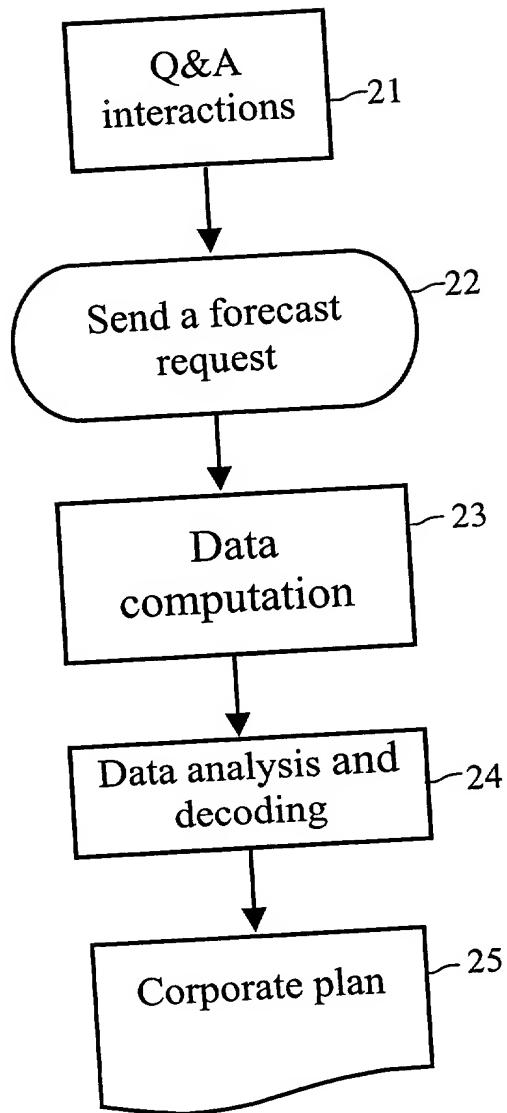 Q&A
interactions
21
Send a forecast
request
22
Data
computation
23
Data analysis and
decoding
24
Corporate plan
25